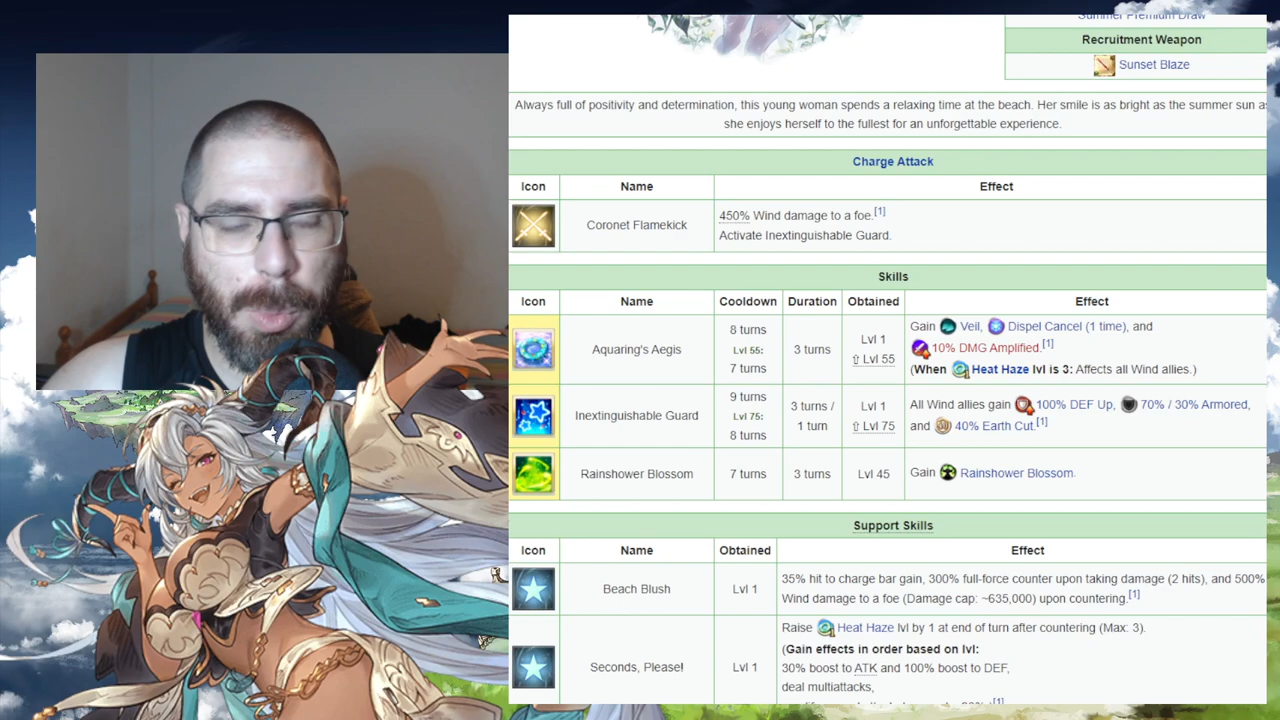 Summer Premium Draw
Recruitment Weapon
Sunset Blaze
Always full of positivity and determination, this young woman spends a relaxing time at the beach. Her smile is as bright as the summer sun as
she enjoys herself to the fullest for an unforgettable experience.
Charge Attack
Icon Name Effect
Coronet Flamekick
450% Wind damage to a foe.[1]
Activate Inextinguishable Guard.
Skills
Icon Name Cooldown Duration Obtained Effect
Aquaring's Aegis
8 turns
Lvl 55:
7 turns
3 turns
Lvl 1
⇧Lvl 55
Gain Veil, Dispel Cancel (1 time), and
10% DMG Amplified.[1]
(When Heat Haze lvl is 3: Affects all Wind allies.)
Inextinguishable Guard
9 turns
Lvl 75:
8 turns
3 turns /
1 turn
Lvl 1
⇧Lvl 75
All Wind allies gain 100% DEF Up, 70% / 30% Armored,
and 40% Earth Cut.[1]
Rainshower Blossom 7 turns 3 turns Lvl 45 Gain Rainshower Blossom.
Support Skills
Icon Name Obtained Effect
Beach Blush Lvl 1
35% hit to charge bar gain, 300% full-force counter upon taking damage (2 hits), and 500%
Wind damage to a foe (Damage cap: ~635,000) upon countering.[1]
Seconds, Please! Lvl 1
Raise Heat Haze lvl by 1 at end of turn after countering (Max: 3).
(Gain effects in order based on lvl:
30% boost to ATK and 100% boost to DEF,
deal multiattacks,